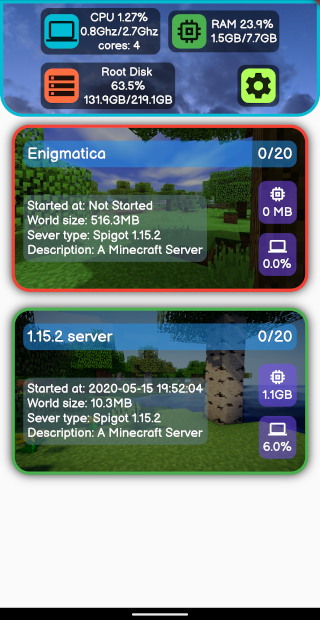 CPU 1.27%
0.8Ghz/2.7Ghz
cores: 4
RAM 23.9%
1.5GB/7.7GB
Root Disk
63.5%
131.9GB/219.1GB
Enigmatica
0/20
Started at: Not Started
World size: 516.3MB
Sever type: Spigot 1.15.2
Description: A Minecraft Server
0 MB
0.0%
1.15.2 server
0/20
Started at: 2020-05-15 19:52:04
World size: 10.3MB
Sever type: Spigot 1.15.2
Description: A Minecraft Server
1.1GB
6.0%